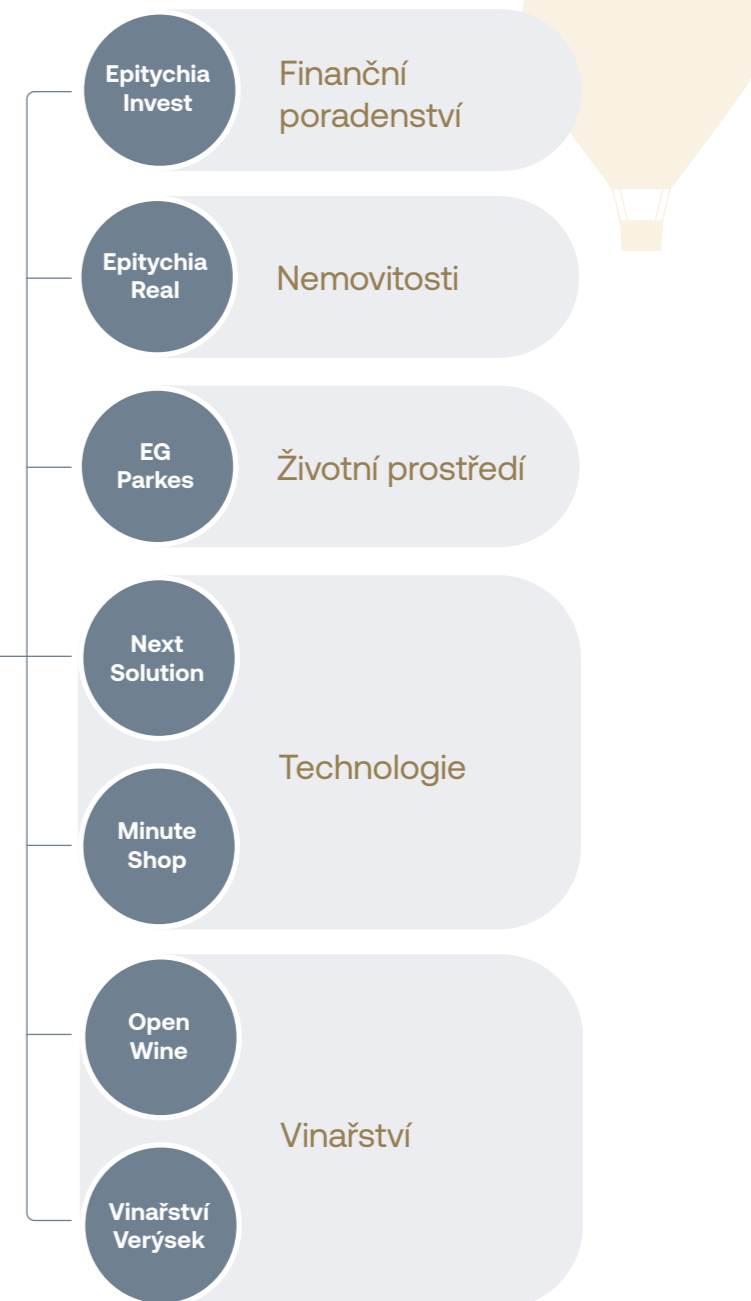 Epitychia
Invest
Finanční
poradenství
Epitychia
Real
Nemovitosti
EG
Parkes
Životní prostředí
Next
Solution
Technologie
Minute
Shop
Open
Wine
Vinařství
Vinařství
Verýsek